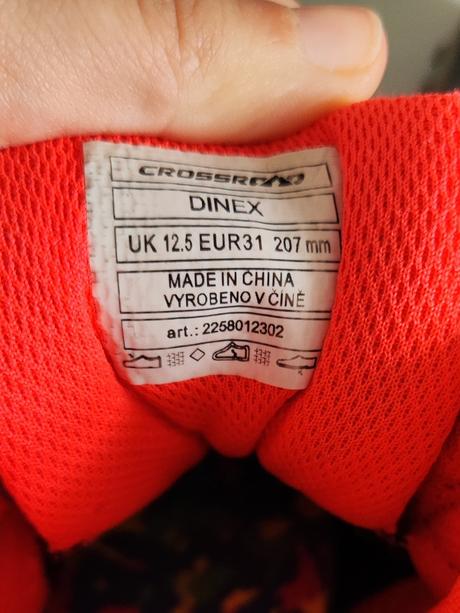 CROSSROAD
DINEX
UK 12.5 EUR31 207 mm
MADE IN CHINA
VYROBENO V ČÍNĚ
art.: 2258012302